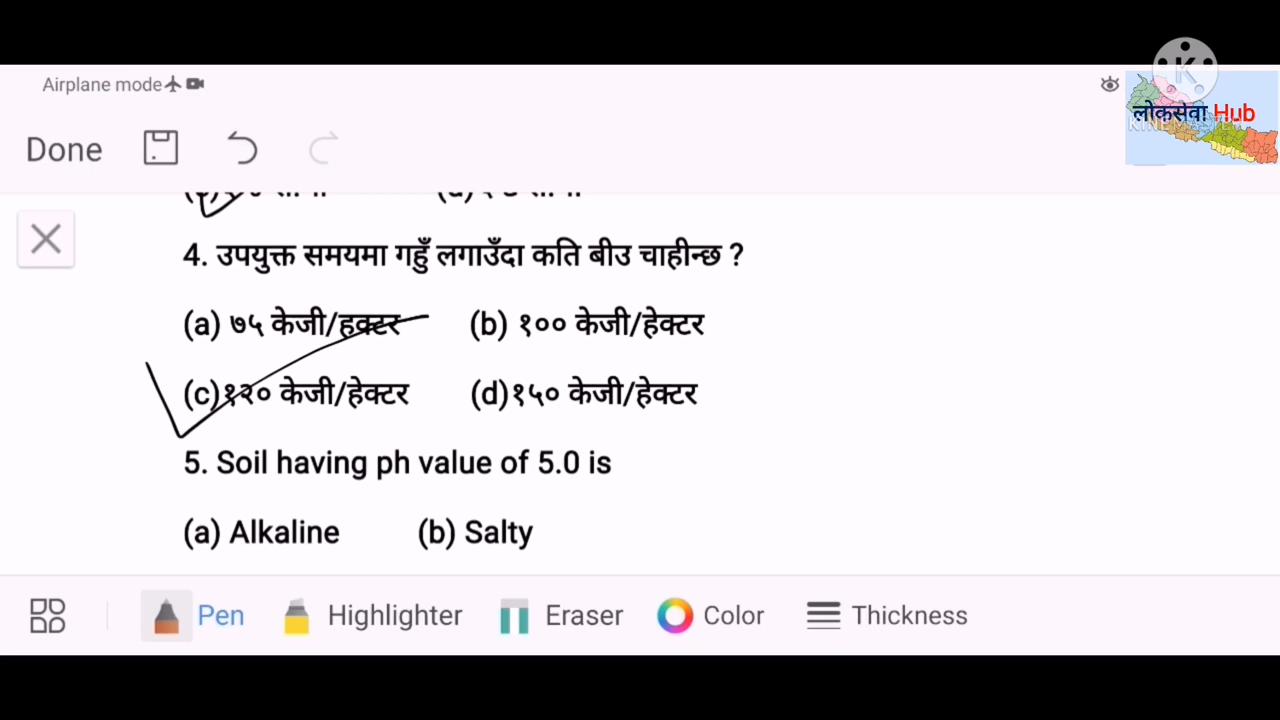 Airplane mode
लोकसेवा Hub
KINEMASTER
Done
4. उपयुक्त समयमा गहुँ लगाउँदा कति बीउ चाहीन्छ ?
(a) ७५ केजी/हक्टर (b) १०० केजी/हेक्टर
(c)१२० केजी/हेक्टर (d)१५० केजी/हेक्टर
5. Soil having ph value of 5.0 is
(a) Alkaline (b) Salty
Pen Highlighter Eraser Color Thickness